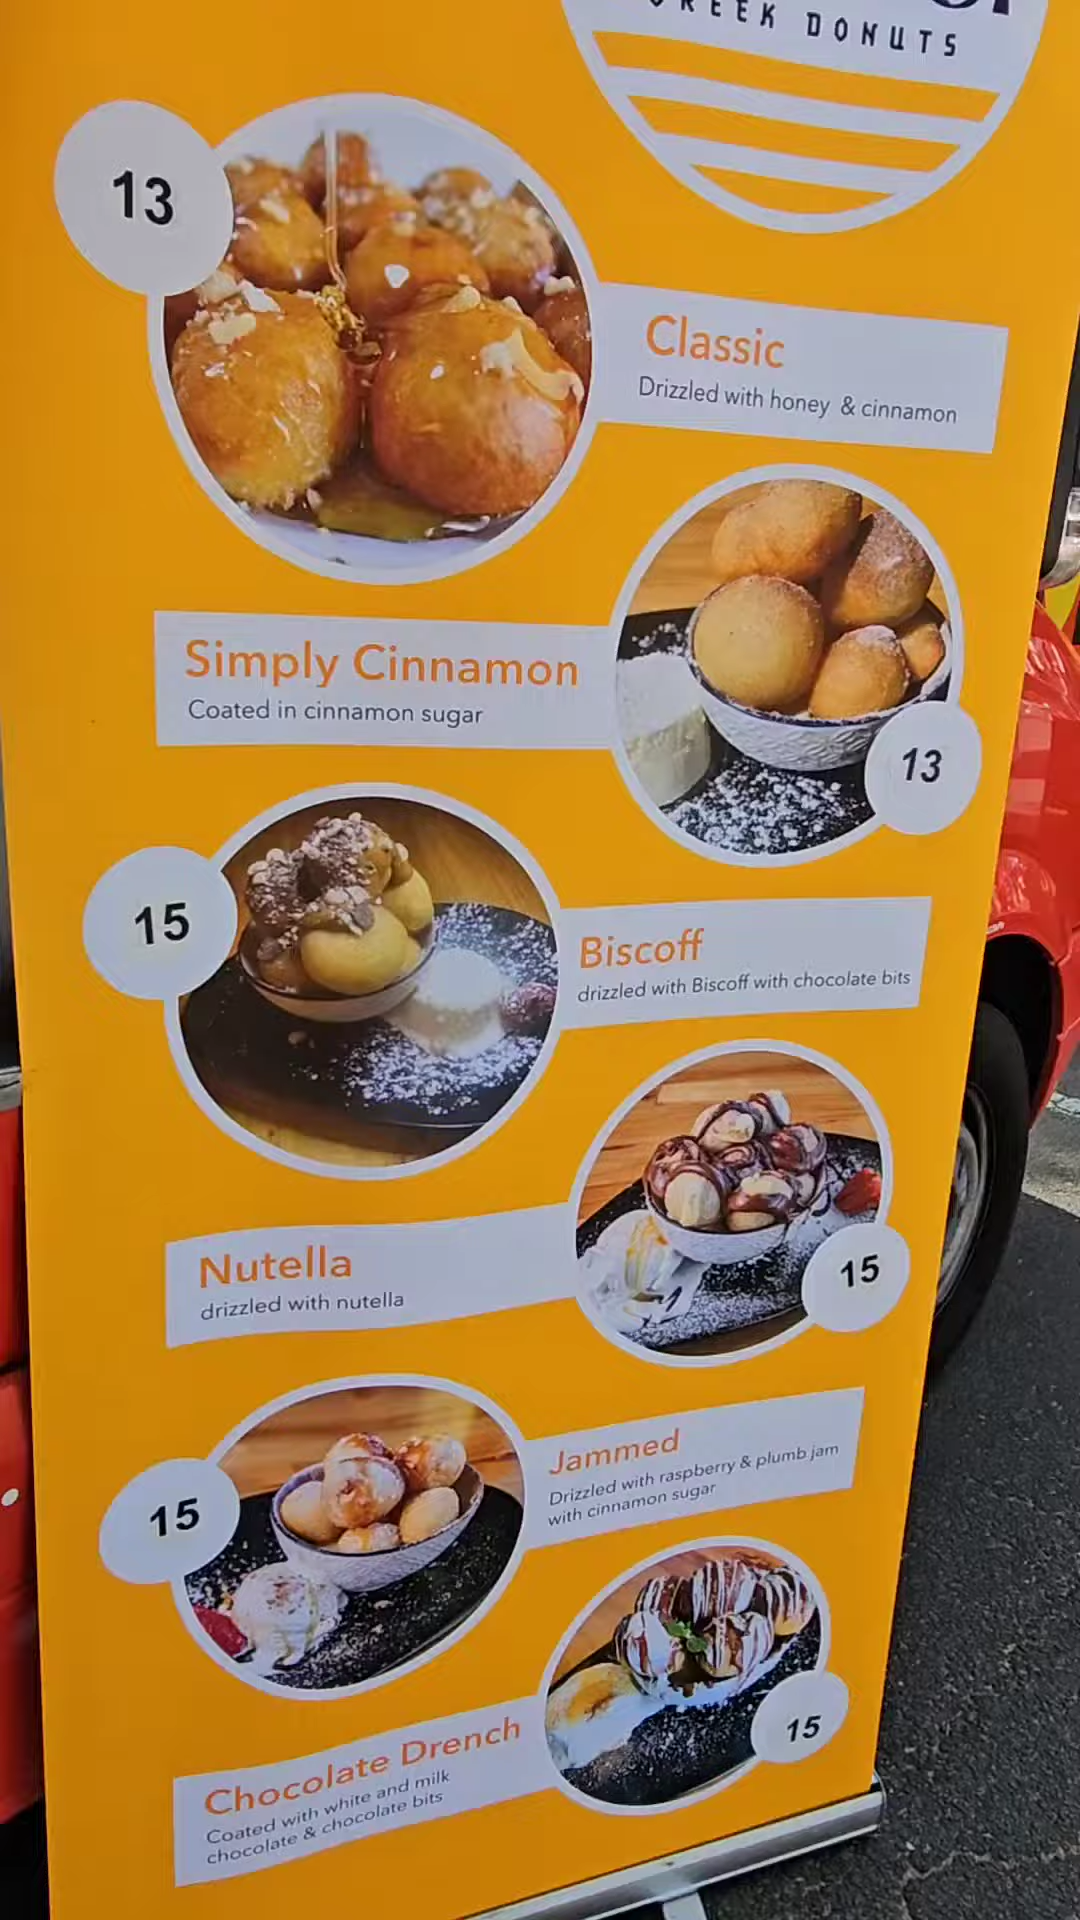 GREEK DONUTS
13
Classic
Drizzled with honey & cinnamon
Simply Cinnamon
Coated in cinnamon sugar
13
15
Biscoff
drizzled with Biscoff with chocolate bits
Nutella
drizzled with nutella
15
15
Jammed
Drizzled with raspberry & plumb jam
with cinnamon sugar
Chocolate Drench
Coated with white and milk
chocolate & chocolate bits
15